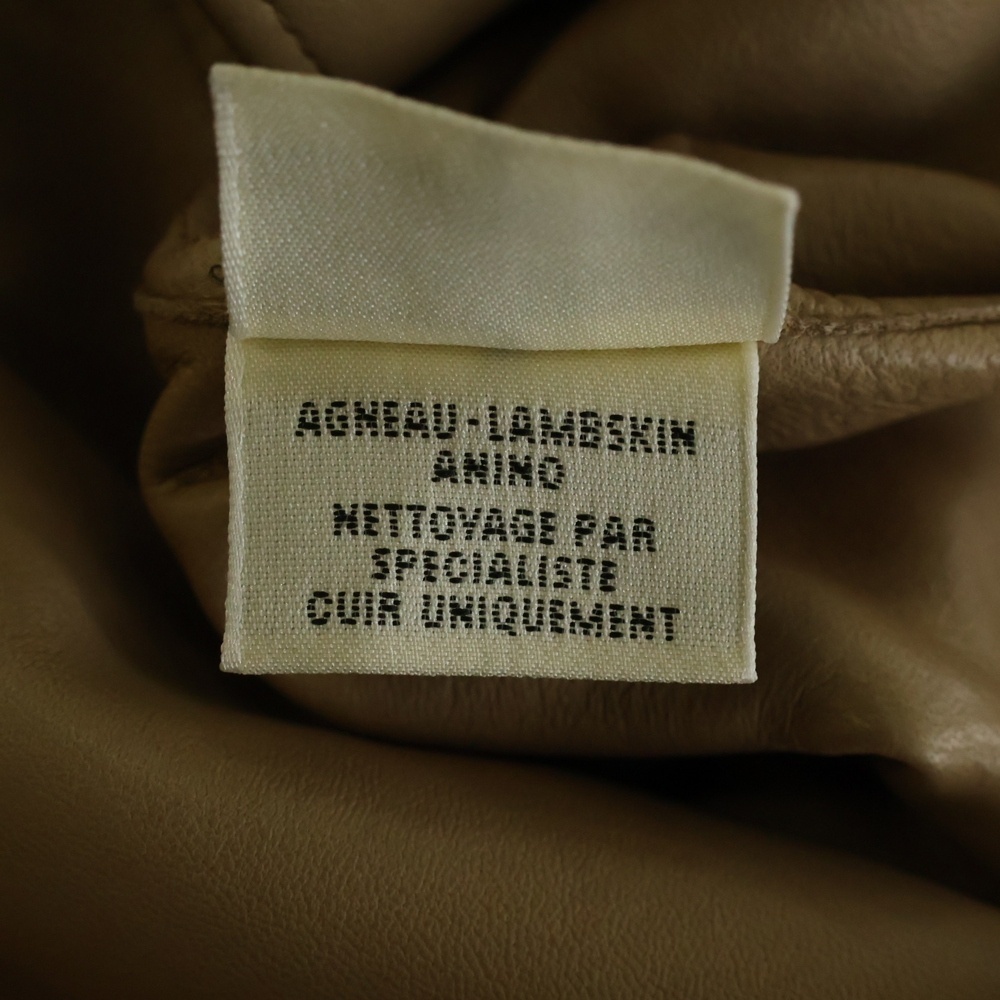 AGNEAU-LAMBSKIN
ANINO
NETTOYAGE PAR
SPECIALISTE
CUIR UNIQUEMENT